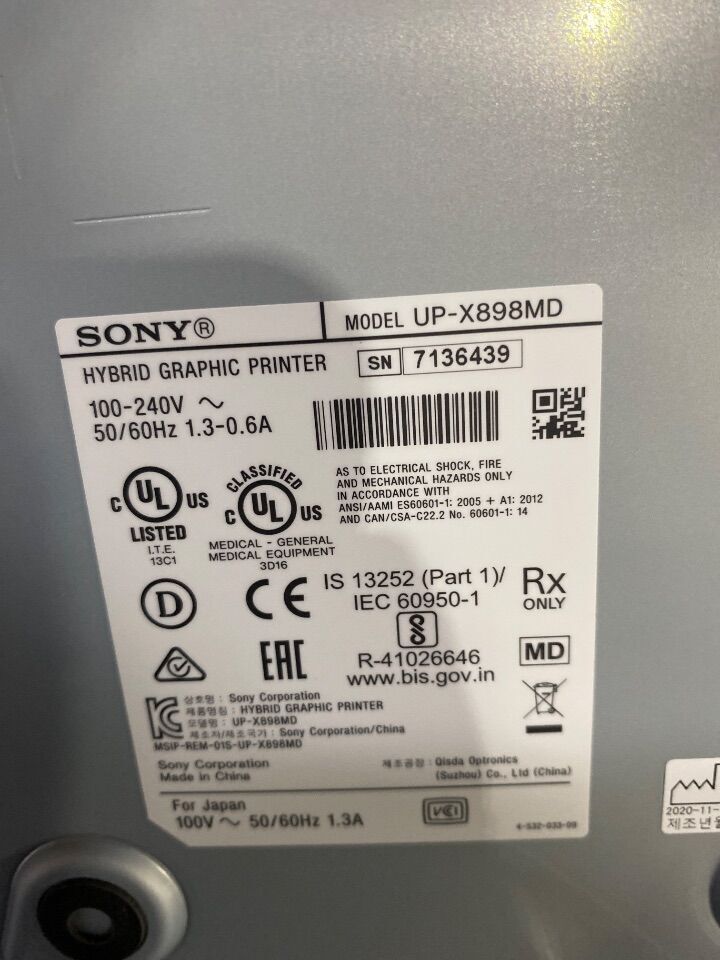 SONY®
MODEL UP-X898MD
HYBRID GRAPHIC PRINTER
SN 7136439
100-240V ~
50/60Hz 1.3-0.6A
C UL US
LISTED
I.T.E.
13C1
CLASSIFIED
C UL US
MEDICAL - GENERAL
MEDICAL EQUIPMENT
3D16
AS TO ELECTRICAL SHOCK, FIRE
AND MECHANICAL HAZARDS ONLY
IN ACCORDANCE WITH
ANSI/AAMI ES60601-1: 2005 + A1: 2012
AND CAN/CSA-C22.2 No. 60601-1: 14
D
CE
IS 13252 (Part 1)/
IEC 60950-1
Rx
ONLY
EAC
R-41026646
www.bis.gov.in
MD
상호명 : Sony Corporation
제품명칭 : HYBRID GRAPHIC PRINTER
모델명 : UP-X898MD
제조자/제조국가 : Sony Corporation/China
MSIP-REM-01S-UP-X898MD
Sony Corporation
Made in China
제조공장 : Qisda Optronics
(Suzhou) Co., Ltd (China)
For Japan
100V ~ 50/60Hz 1.3A
VCI
4-532-033-09
2020-11-
제조년월